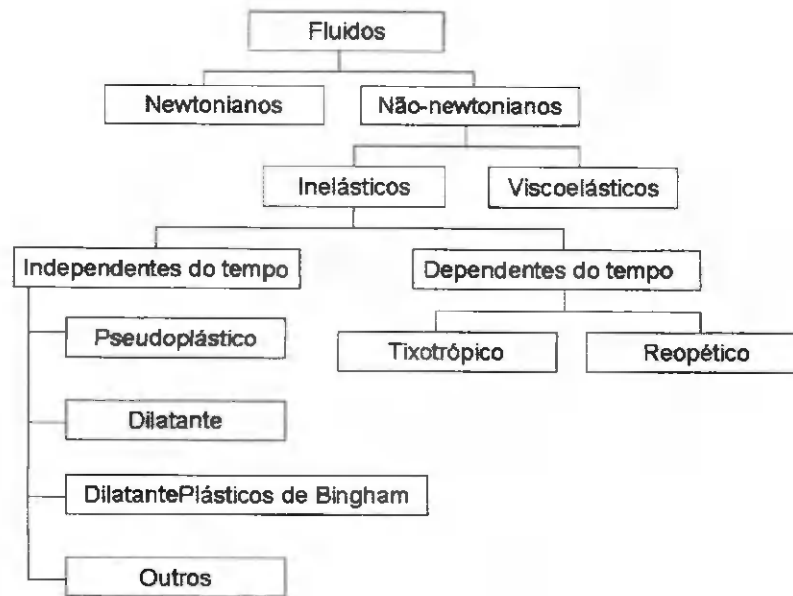 Fluidos
Newtonianos
Não-newtonianos
Inelásticos
Viscoelásticos
Independentes do tempo
Dependentes do tempo
Pseudoplástico
Tixotrópico
Reopético
Dilatante
DilatantePlásticos de Bingham
Outros